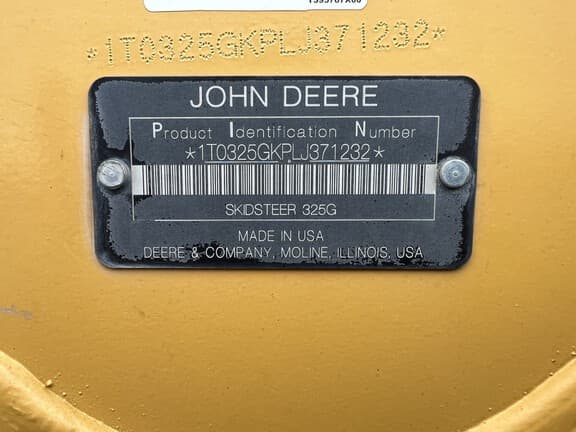 *1T0325GKPLJ371232*
JOHN DEERE
Product Identification Number
*1T0325GKPLJ371232*
SKIDSTEER 325G
MADE IN USA
DEERE & COMPANY, MOLINE, ILLINOIS, USA